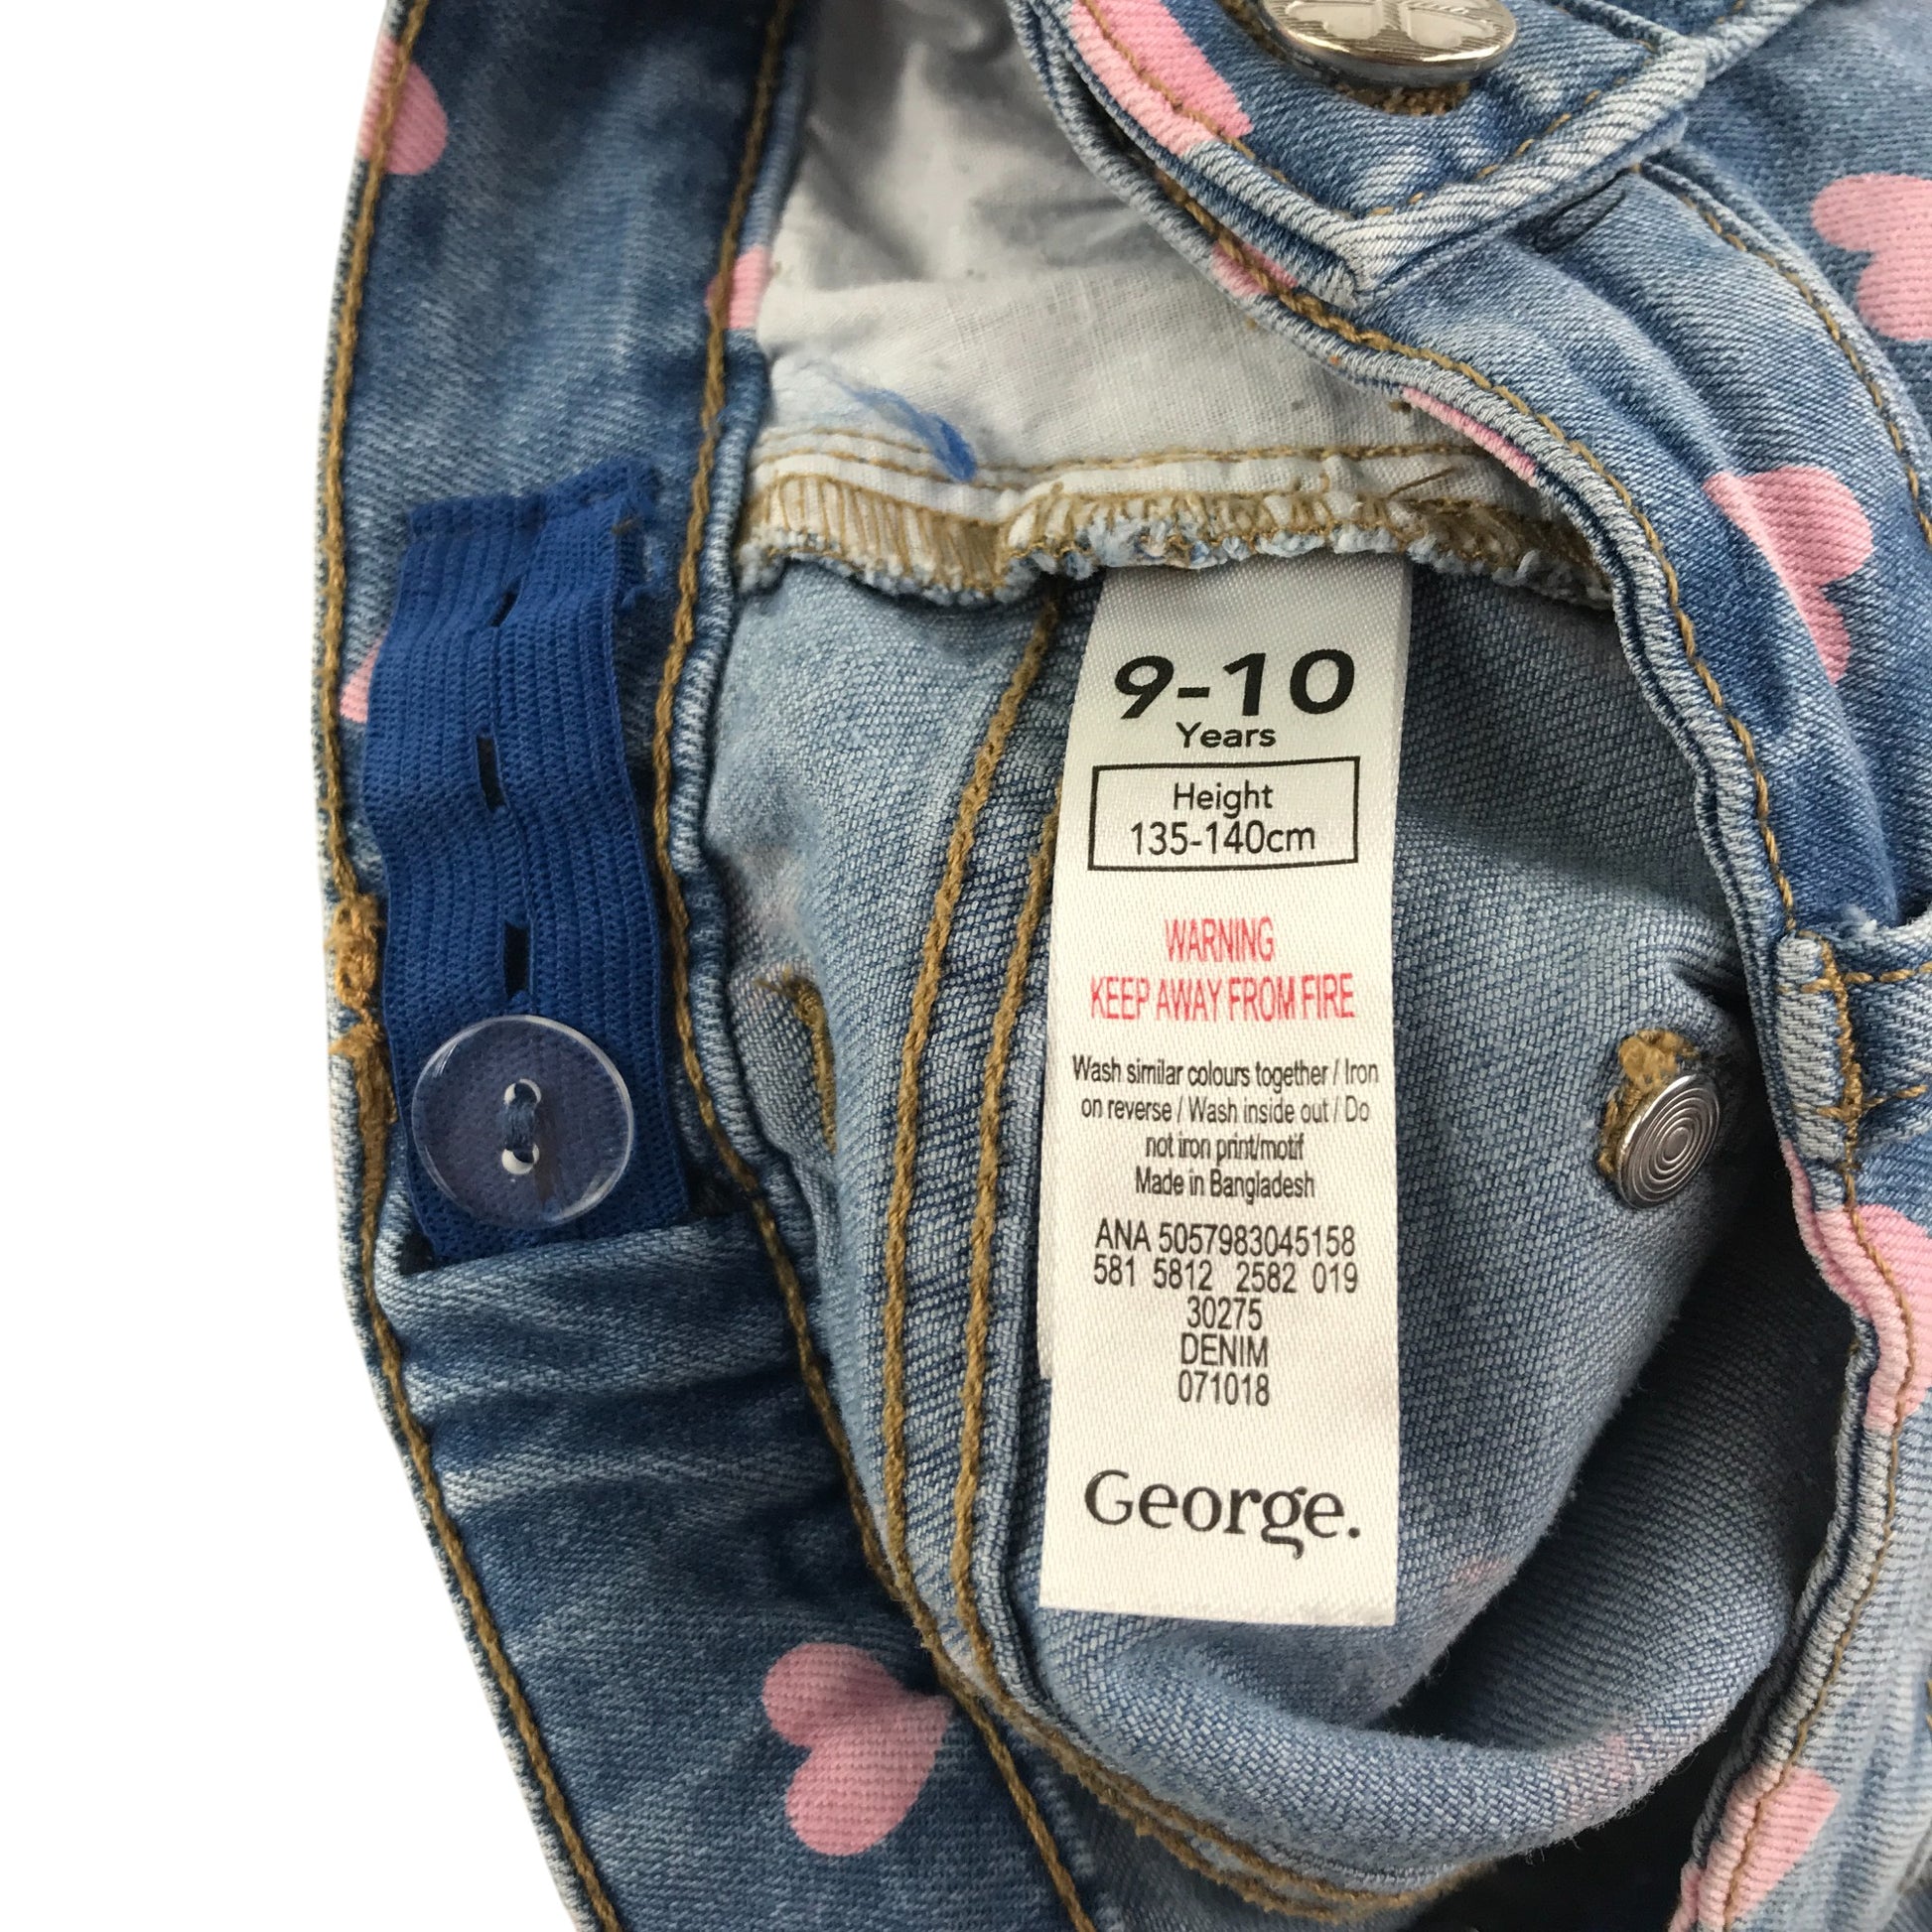 9-10
Years
Height
135-140cm
WARNING
KEEP AWAY FROM FIRE
Wash similar colours together / Iron
on reverse / Wash inside out / Do
not iron print/motif
Made in Bangladesh
ANA 5057983045158
581 5812 2582 019
30275
DENIM
071018
George.